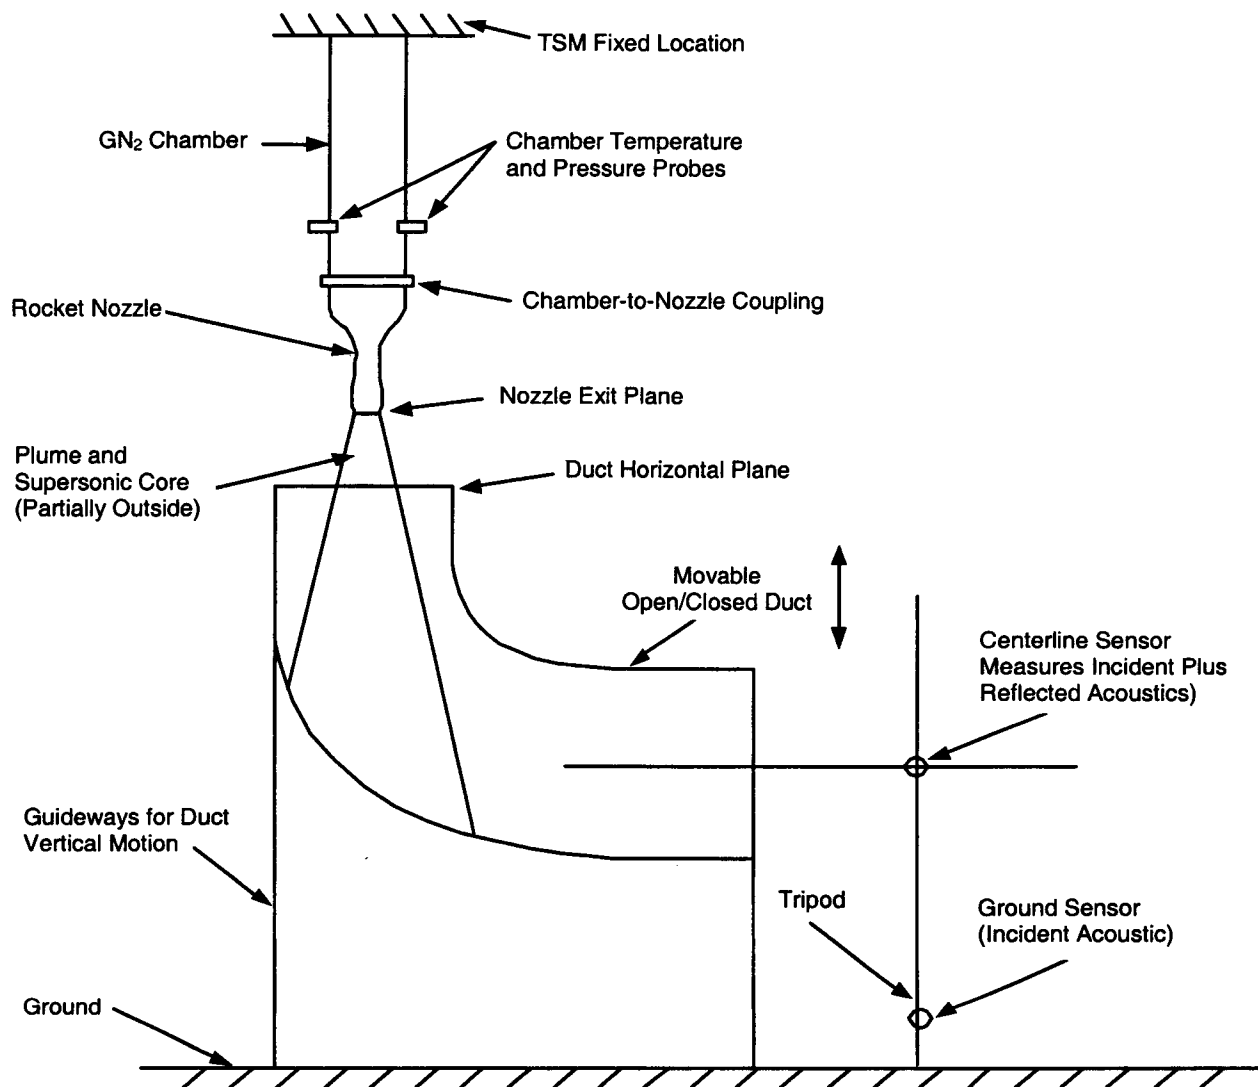 TSM Fixed Location
GN₂ Chamber
Chamber Temperature
and Pressure Probes
Chamber-to-Nozzle Coupling
Rocket Nozzle
Nozzle Exit Plane
Plume and
Supersonic Core
(Partially Outside)
Duct Horizontal Plane
Movable
Open/Closed Duct
Centerline Sensor
Measures Incident Plus
Reflected Acoustics)
Guideways for Duct
Vertical Motion
Tripod
Ground Sensor
(Incident Acoustic)
Ground